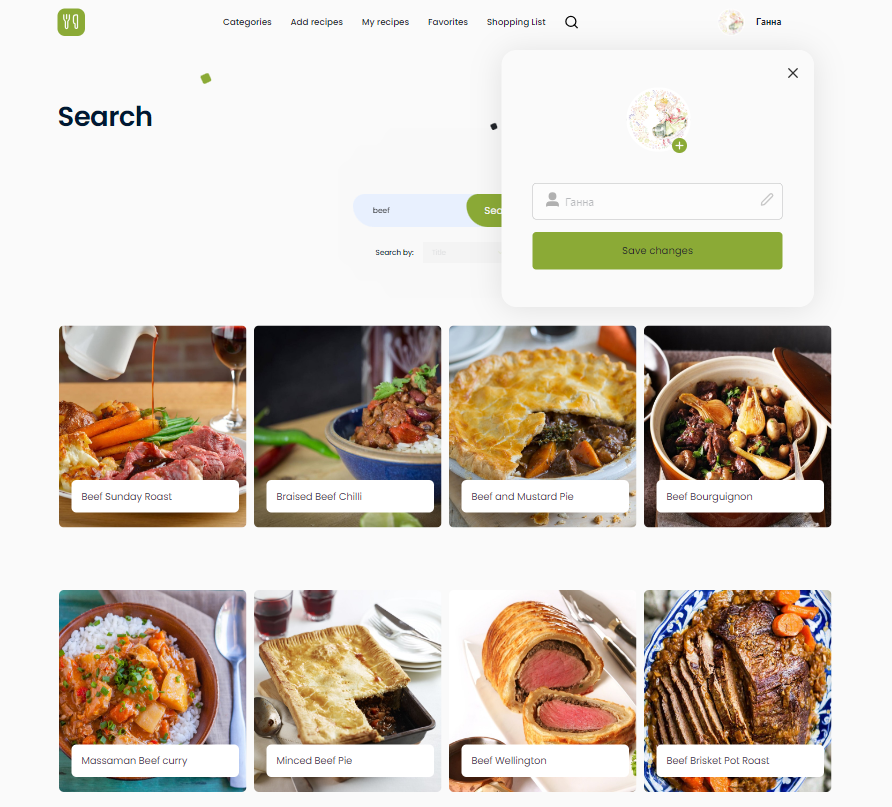 Categories Add recipes My recipes Favorites Shopping List Ганна
Search
beef
Search by: Title
Ганна
Save changes
Beef Sunday Roast Braised Beef Chilli Beef and Mustard Pie Beef Bourguignon
Massaman Beef curry Minced Beef Pie Beef Wellington Beef Brisket Pot Roast